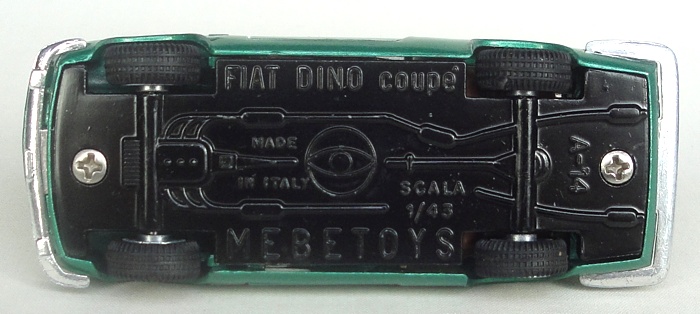 FIAT DINO coupé
MADE
IN ITALY
SCALA
1/43
A-14
MEBETOYS